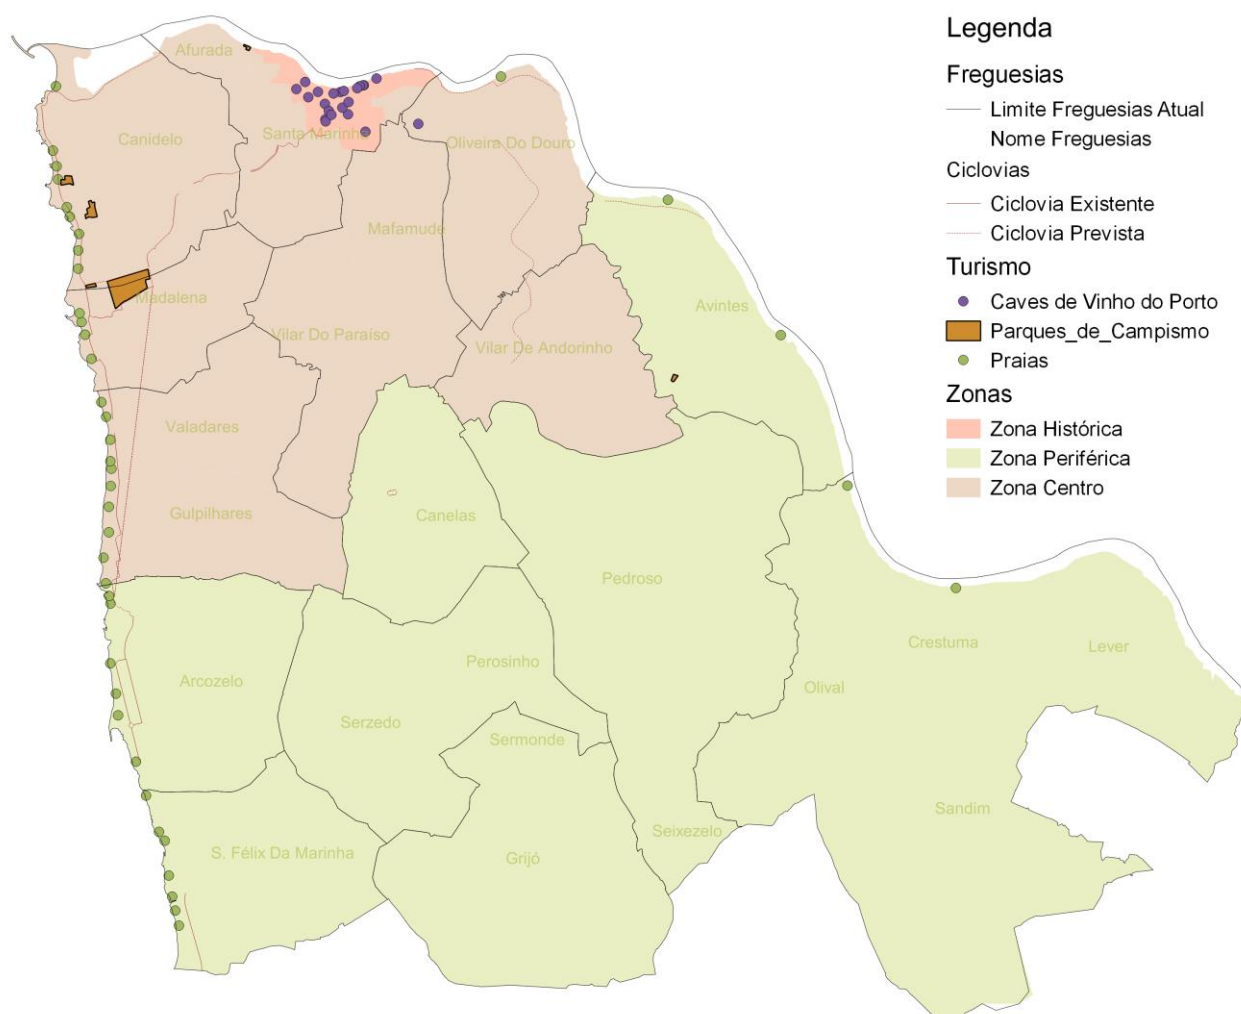 Legenda
Freguesias
Limite Freguesias Atual
Nome Freguesias
Ciclovias
Ciclovia Existente
Ciclovia Prevista
Turismo
Caves de Vinho do Porto
Parques_de_Campismo
Praias
Zonas
Zona Histórica
Zona Periférica
Zona Centro
Afurada
Canidelo
Santa Marinha
Oliveira Do Douro
Mafamude
Madalena
Avintes
Vilar Do Paraíso
Vilar De Andorinho
Valadares
Gulpilhares
Canelas
Pedroso
Crestuma
Lever
Perosinho
Arcozelo
Olival
Serzedo
Sermonde
Sandim
Seixezelo
S. Félix Da Marinha
Grijó